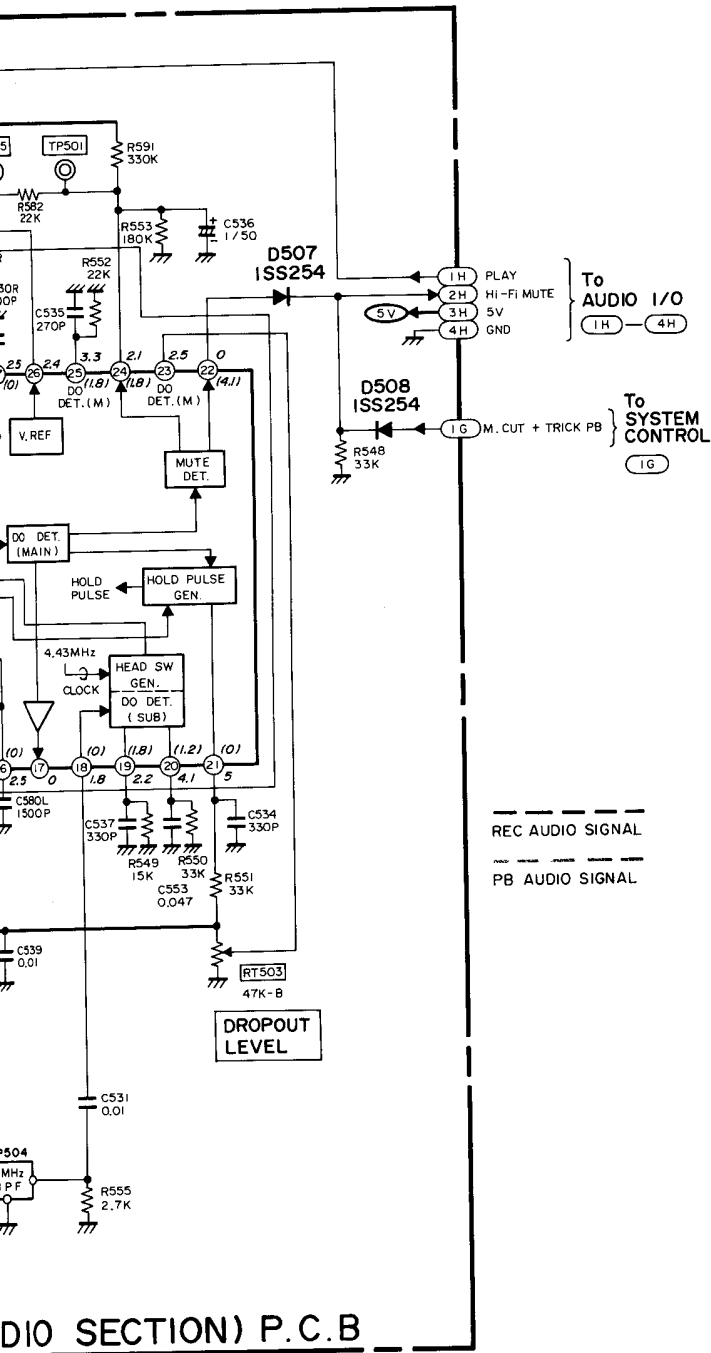 TP501
R591
330K
R582
22K
R553
180K
C536
1/50
D507
1SS254
R552
22K
C535
270P
1H PLAY
2H Hi-Fi MUTE
5V
3H 5V
4H GND
To
AUDIO I/O
1H — 4H
2.4
3.3
2.1
2.5
0
26
25
24
23
22
(0)
(1.8)
(1.8)
(4.1)
DO
DET.(M)
DO
DET.(M)
D508
1SS254
To
SYSTEM
CONTROL
1G M. CUT + TRICK PB
1G
R548
33K
V. REF
MUTE
DET.
DO DET.
(MAIN)
HOLD
PULSE
HOLD PULSE
GEN.
4.43MHz
CLOCK
HEAD SW
GEN.
DO DET.
( SUB)
(0)
(0)
(1.8)
(1.2)
(0)
17
18
19
20
21
2.5
0
1.8
2.2
4.1
5
C580L
1500P
C537
330P
R549
15K
R550
33K
C553
0.047
C534
330P
R551
33K
REC AUDIO SIGNAL
PB AUDIO SIGNAL
C539
0.01
RT503
47K-B
DROPOUT
LEVEL
C531
0.01
P504
MHz
PF
R555
2.7K
DIO SECTION) P.C.B